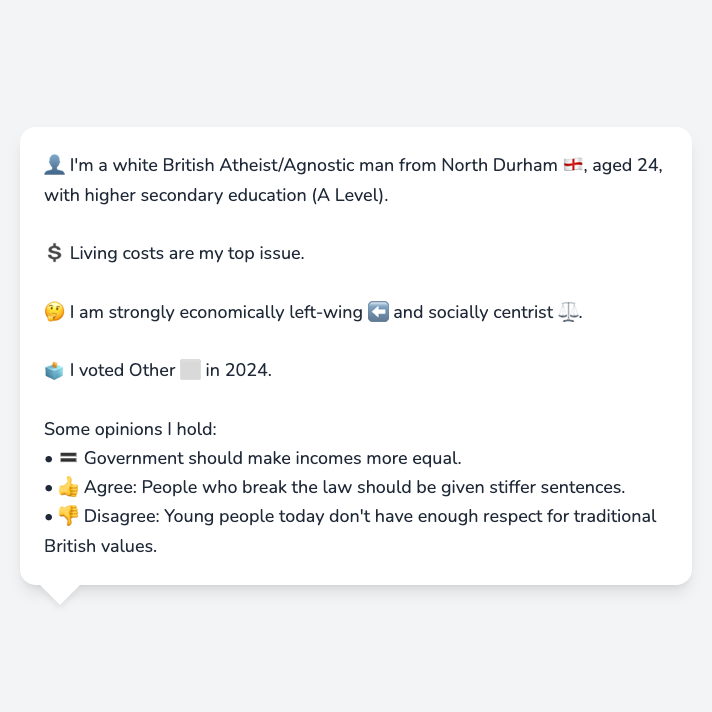 👤 I'm a white British Atheist/Agnostic man from North Durham 🏴󠁧󠁢󠁥󠁮󠁧󠁿, aged 24,
with higher secondary education (A Level).
💲 Living costs are my top issue.
🤔 I am strongly economically left-wing ⬅️ and socially centrist ⚖️.
🗳️ I voted Other ⬜ in 2024.
Some opinions I hold:
• 🟰 Government should make incomes more equal.
• 👍 Agree: People who break the law should be given stiffer sentences.
• 👎 Disagree: Young people today don't have enough respect for traditional
British values.